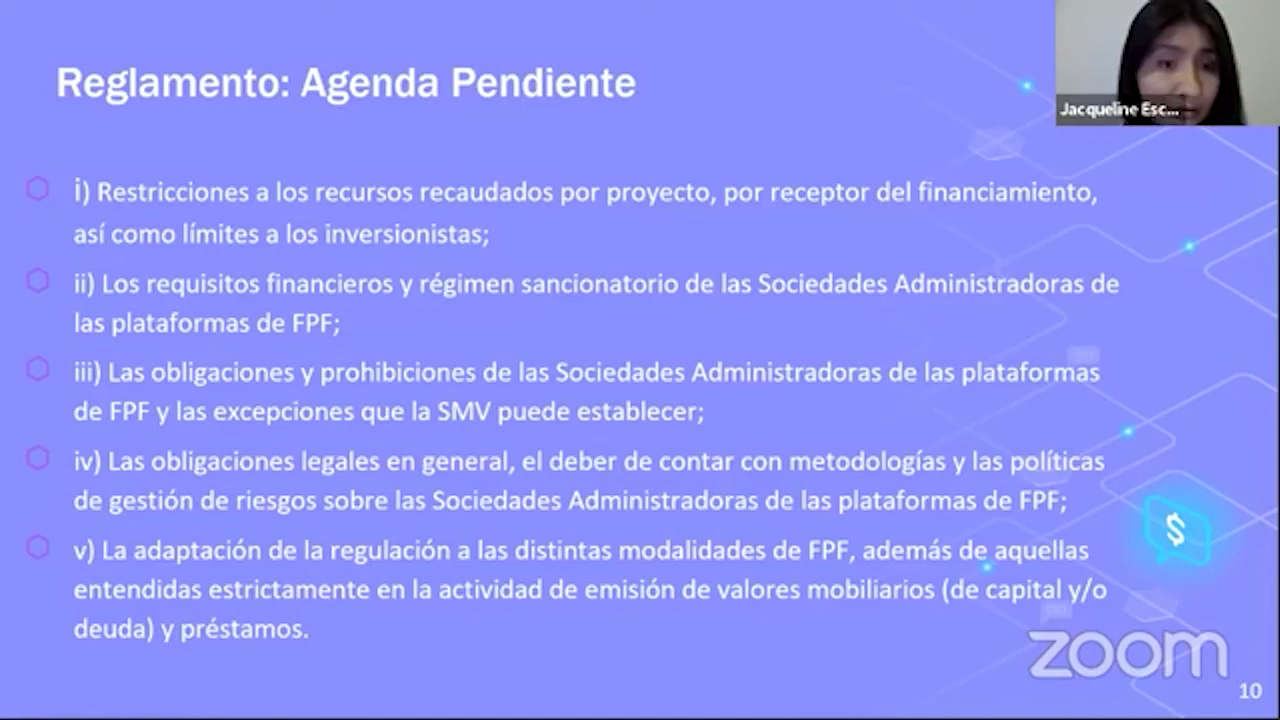 Reglamento: Agenda Pendiente
Jacqueline Esc...
i) Restricciones a los recursos recaudados por proyecto, por receptor del financiamiento,
así como límites a los inversionistas;
ii) Los requisitos financieros y régimen sancionatorio de las Sociedades Administradoras de
las plataformas de FPF;
iii) Las obligaciones y prohibiciones de las Sociedades Administradoras de las plataformas
de FPF y las excepciones que la SMV puede establecer;
iv) Las obligaciones legales en general, el deber de contar con metodologías y las políticas
de gestión de riesgos sobre las Sociedades Administradoras de las plataformas de FPF;
v) La adaptación de la regulación a las distintas modalidades de FPF, además de aquellas
entendidas estrictamente en la actividad de emisión de valores mobiliarios (de capital y/o
deuda) y préstamos.
$
zoom
10